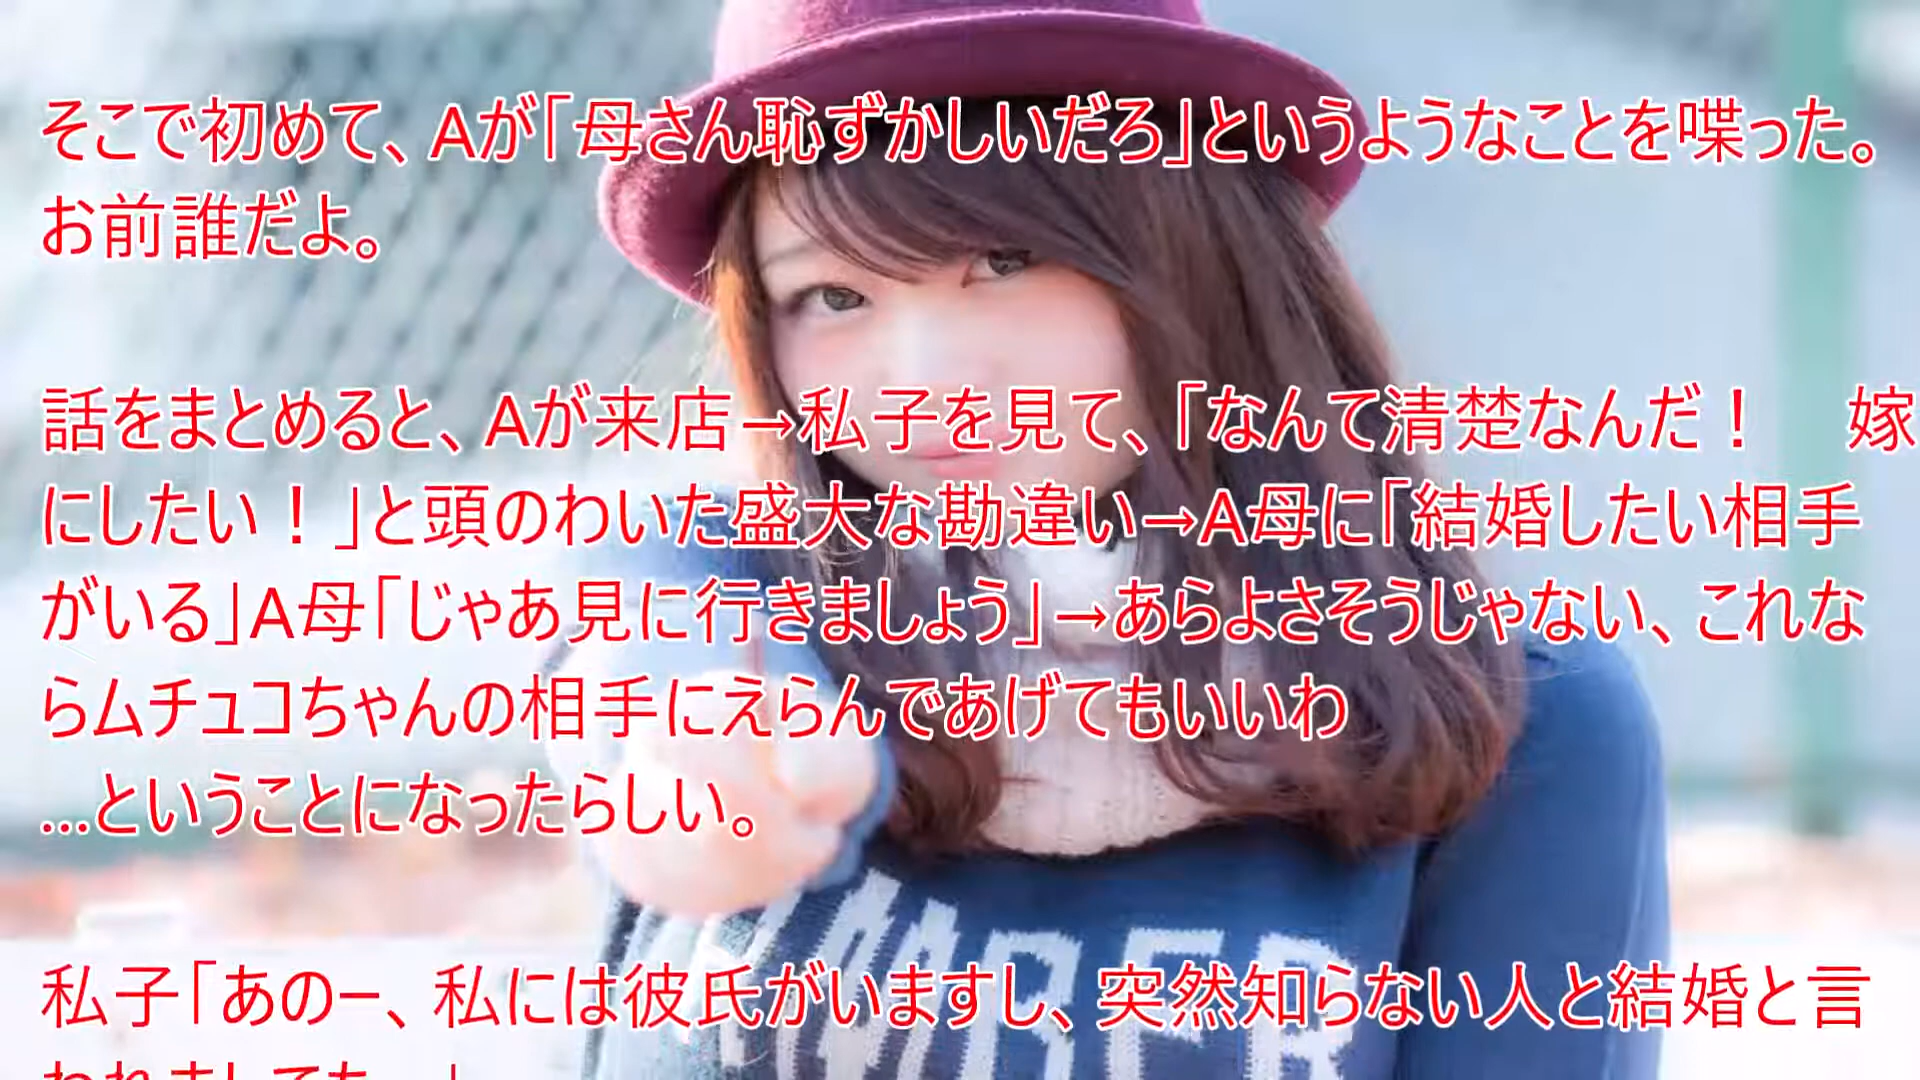 そこで初めて、Aが「母さん恥ずかしいだろ」というようなことを喋った。
お前誰だよ。
話をまとめると、Aが来店→私子を見て、「なんて清楚なんだ！　嫁
にしたい！」と頭のわいた盛大な勘違い→A母に「結婚したい相手
がいる」A母「じゃあ見に行きましょう」→あらよさそうじゃない、これな
らムチュコちゃんの相手にえらんであげてもいいわ
…ということになったらしい。
私子「あのー、私には彼氏がいますし、突然知らない人と結婚と言